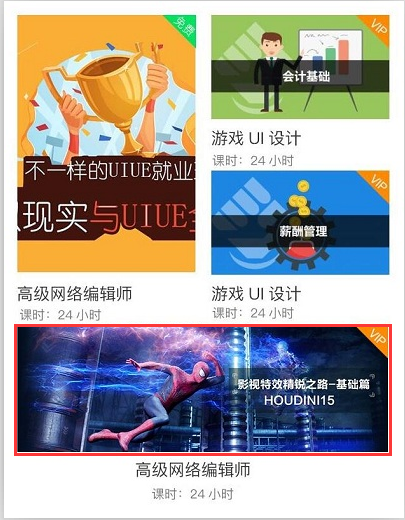 免费
不一样的UIUE就业
现实与UIUE
高级网络编辑师
课时：24 小时
VIP
会计基础
游戏 UI 设计
课时：24 小时
VIP
薪酬管理
游戏 UI 设计
课时：24 小时
VIP
影视特效精锐之路-基础篇
HOUDINI15
高级网络编辑师
课时：24 小时